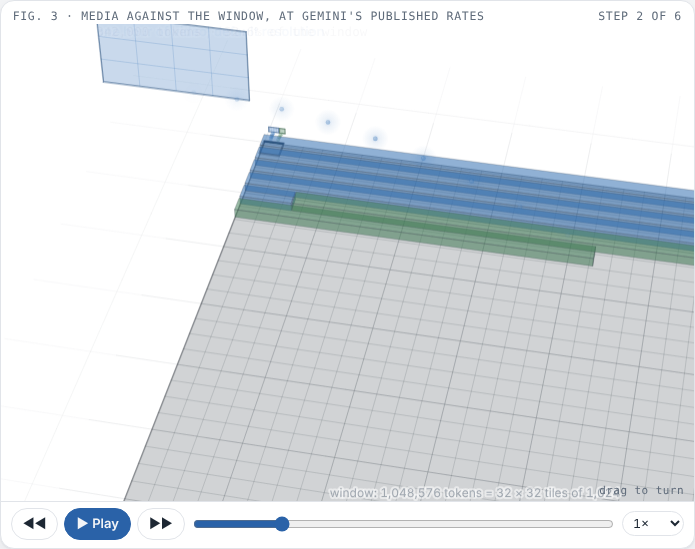 FIG. 3 · MEDIA AGAINST THE WINDOW, AT GEMINI'S PUBLISHED RATES
STEP 2 OF 6
window: 1,048,576 tokens = 32 × 32 tiles of 1,024
drag to turn
Play
1×